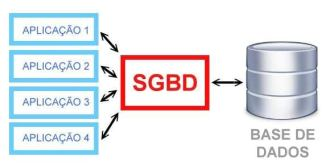 APLICAÇÃO 1
APLICAÇÃO 2
APLICAÇÃO 3
APLICAÇÃO 4
SGBD
BASE DE
DADOS